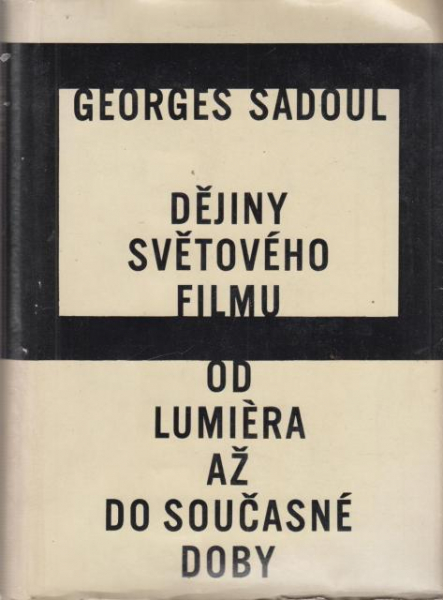 GEORGES SADOUL
DĚJINY
SVĚTOVÉHO
FILMU
OD
LUMIÈRA
AŽ
DO SOUČASNÉ
DOBY